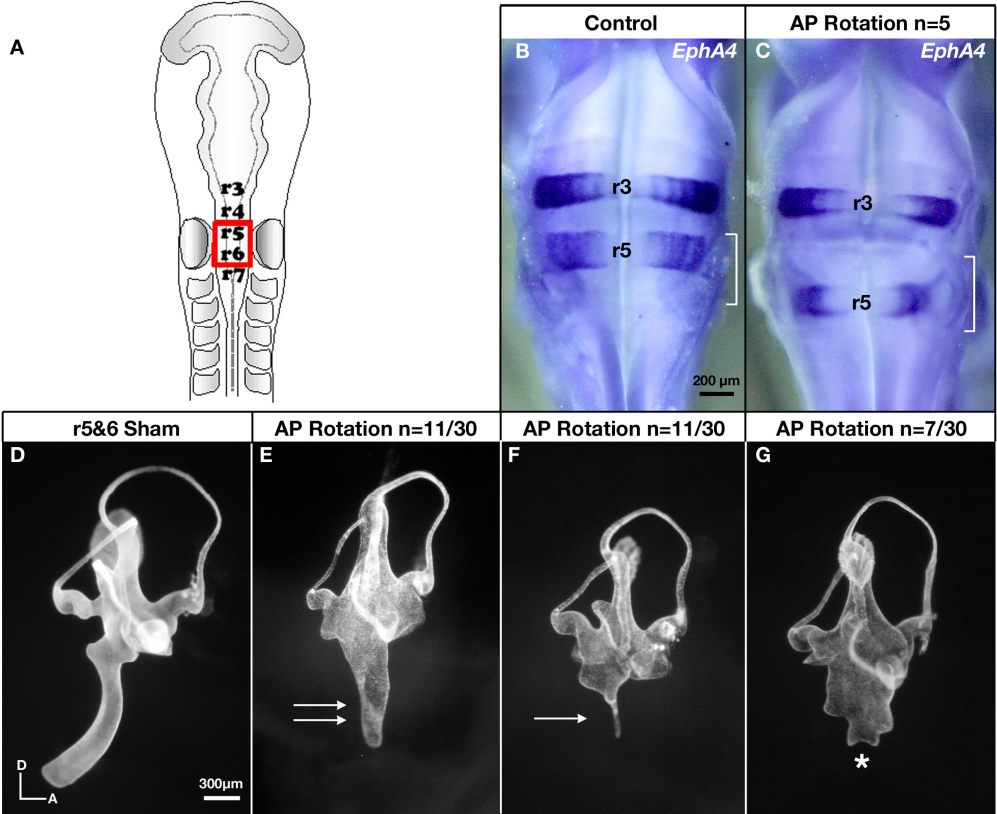 A
r3
r4
r5
r6
r7
Control
B
EphA4
r3
r5
200 µm
AP Rotation n=5
C
EphA4
r3
r5
r5&6 Sham
D
D
A
300µm
AP Rotation n=11/30
E
AP Rotation n=11/30
F
AP Rotation n=7/30
G
*